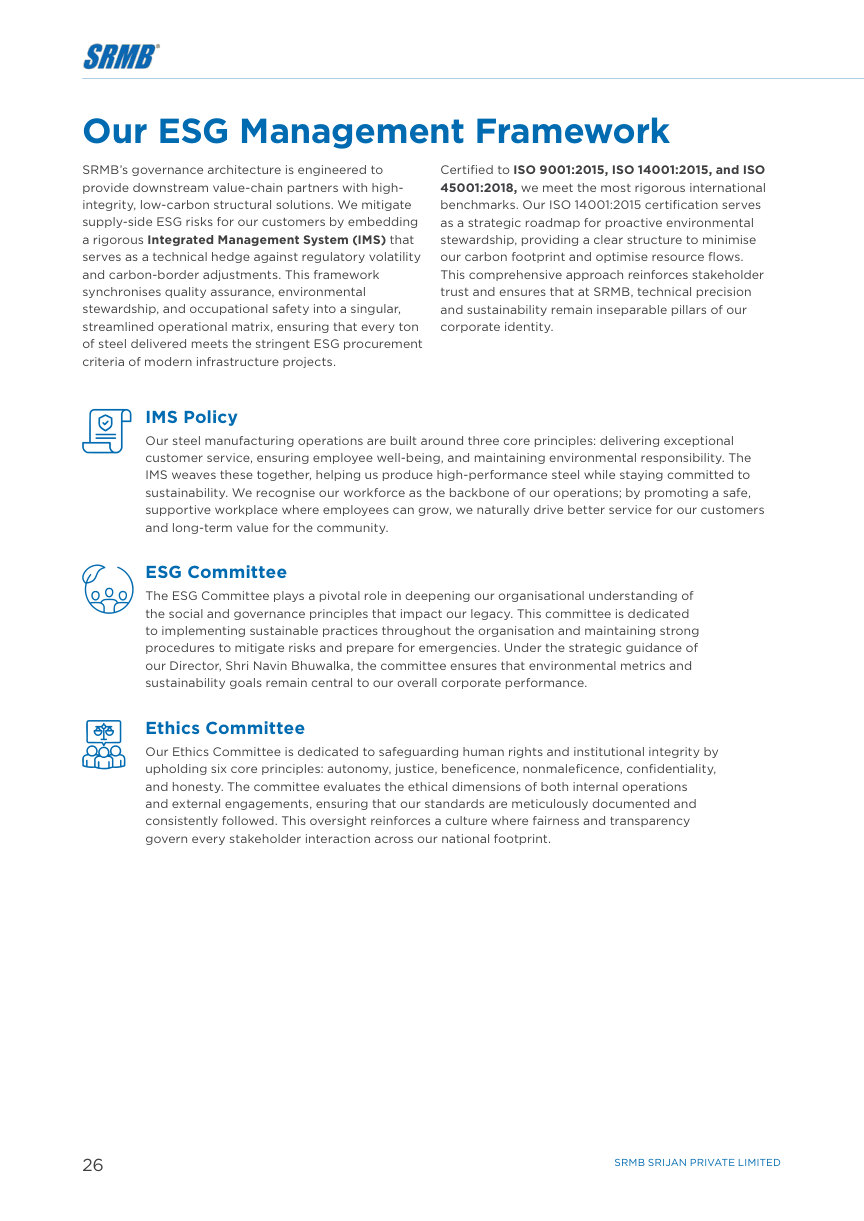 SRMB®
Our ESG Management Framework
SRMB’s governance architecture is engineered to
provide downstream value-chain partners with high-
integrity, low-carbon structural solutions. We mitigate
supply-side ESG risks for our customers by embedding
a rigorous Integrated Management System (IMS) that
serves as a technical hedge against regulatory volatility
and carbon-border adjustments. This framework
synchronises quality assurance, environmental
stewardship, and occupational safety into a singular,
streamlined operational matrix, ensuring that every ton
of steel delivered meets the stringent ESG procurement
criteria of modern infrastructure projects.
Certified to ISO 9001:2015, ISO 14001:2015, and ISO
45001:2018, we meet the most rigorous international
benchmarks. Our ISO 14001:2015 certification serves
as a strategic roadmap for proactive environmental
stewardship, providing a clear structure to minimise
our carbon footprint and optimise resource flows.
This comprehensive approach reinforces stakeholder
trust and ensures that at SRMB, technical precision
and sustainability remain inseparable pillars of our
corporate identity.
IMS Policy
Our steel manufacturing operations are built around three core principles: delivering exceptional
customer service, ensuring employee well-being, and maintaining environmental responsibility. The
IMS weaves these together, helping us produce high-performance steel while staying committed to
sustainability. We recognise our workforce as the backbone of our operations; by promoting a safe,
supportive workplace where employees can grow, we naturally drive better service for our customers
and long-term value for the community.
ESG Committee
The ESG Committee plays a pivotal role in deepening our organisational understanding of
the social and governance principles that impact our legacy. This committee is dedicated
to implementing sustainable practices throughout the organisation and maintaining strong
procedures to mitigate risks and prepare for emergencies. Under the strategic guidance of
our Director, Shri Navin Bhuwalka, the committee ensures that environmental metrics and
sustainability goals remain central to our overall corporate performance.
Ethics Committee
Our Ethics Committee is dedicated to safeguarding human rights and institutional integrity by
upholding six core principles: autonomy, justice, beneficence, nonmaleficence, confidentiality,
and honesty. The committee evaluates the ethical dimensions of both internal operations
and external engagements, ensuring that our standards are meticulously documented and
consistently followed. This oversight reinforces a culture where fairness and transparency
govern every stakeholder interaction across our national footprint.
26
SRMB SRIJAN PRIVATE LIMITED